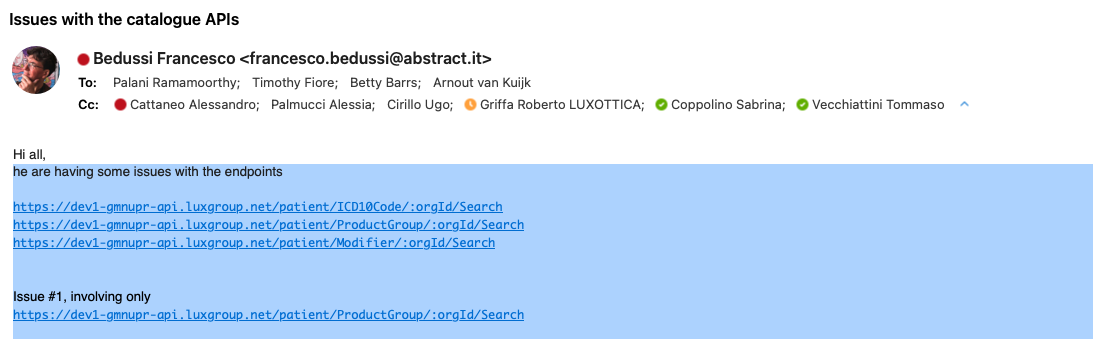 Issues with the catalogue APIs
Bedussi Francesco <francesco.bedussi@abstract.it>
To: Palani Ramamoorthy; Timothy Fiore; Betty Barrs; Arnout van Kuijk
Cc: Cattaneo Alessandro; Palmucci Alessia; Cirillo Ugo; Griffa Roberto LUXOTTICA; Coppolino Sabrina; Vecchiattini Tommaso
Hi all,
he are having some issues with the endpoints
https://dev1-gmnupr-api.luxgroup.net/patient/ICD10Code/:orgId/Search
https://dev1-gmnupr-api.luxgroup.net/patient/ProductGroup/:orgId/Search
https://dev1-gmnupr-api.luxgroup.net/patient/Modifier/:orgId/Search
Issue #1, involving only
https://dev1-gmnupr-api.luxgroup.net/patient/ProductGroup/:orgId/Search